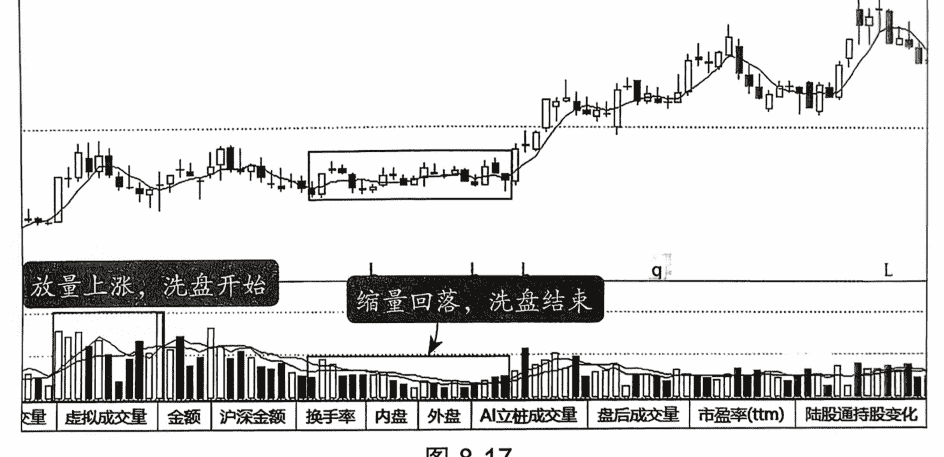 L
L
L
q
L
放量上涨，洗盘开始
缩量回落，洗盘结束
交量 虚拟成交量 金额 沪深金额 换手率 内盘 外盘 AI立桩成交量 盘后成交量 市盈率(ttm) 陆股通持股变化
图 8-17